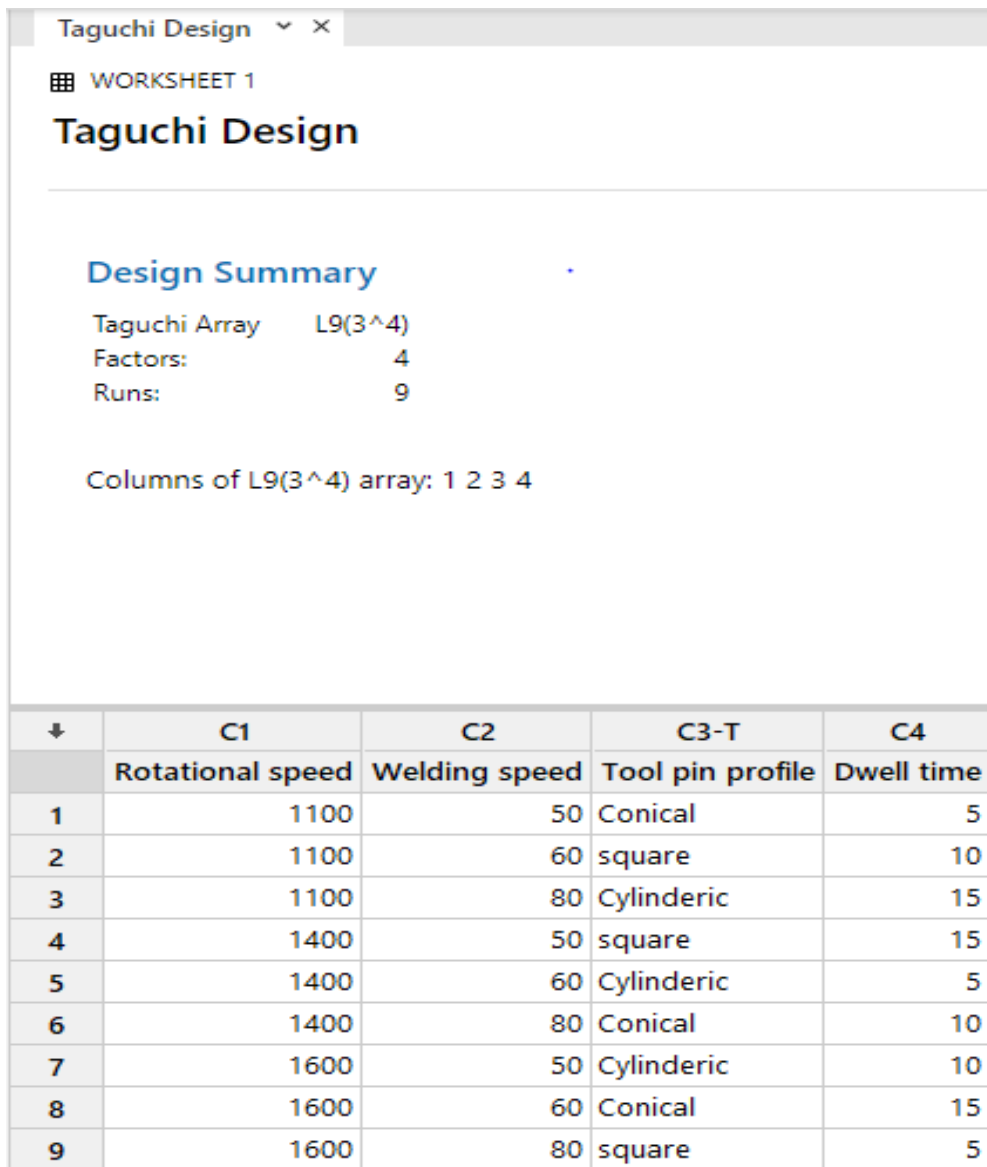 Taguchi Design
WORKSHEET 1
Taguchi Design
Design Summary
Taguchi Array L9(3^4)
Factors: 4
Runs: 9
Columns of L9(3^4) array: 1 2 3 4
C1 C2 C3-T C4
Rotational speed Welding speed Tool pin profile Dwell time
1 1100 50 Conical 5
2 1100 60 square 10
3 1100 80 Cylinderic 15
4 1400 50 square 15
5 1400 60 Cylinderic 5
6 1400 80 Conical 10
7 1600 50 Cylinderic 10
8 1600 60 Conical 15
9 1600 80 square 5